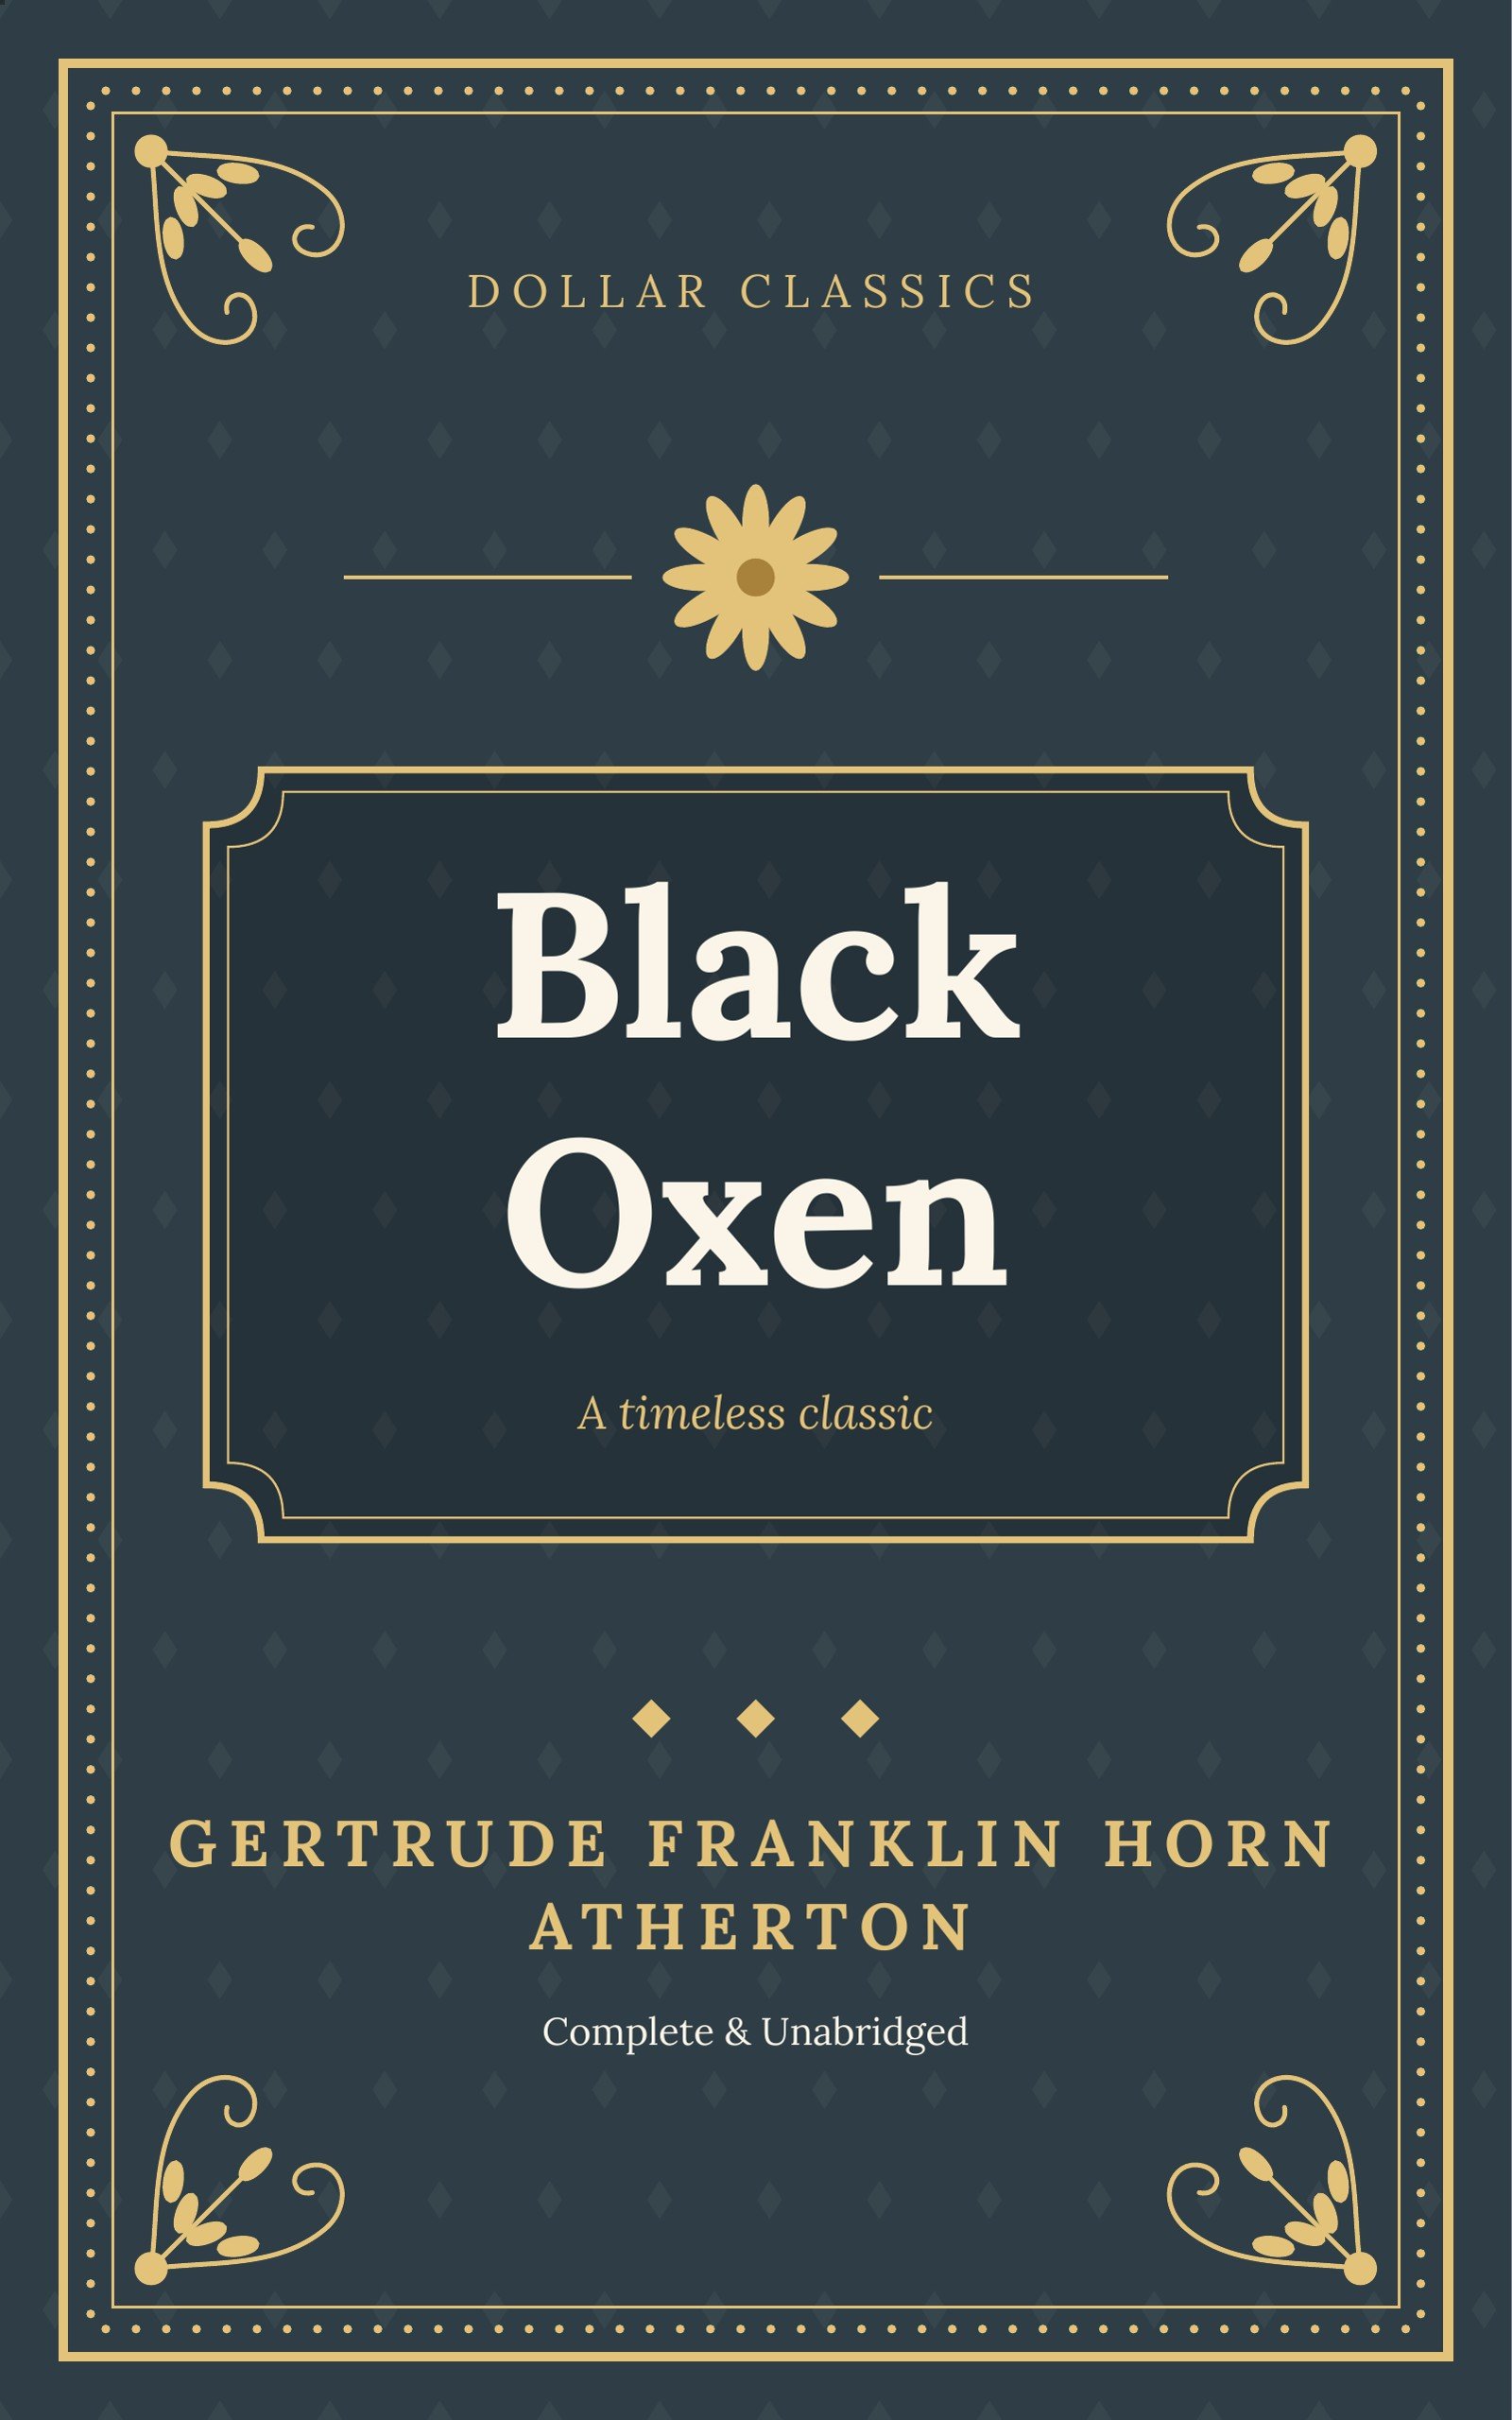 DOLLAR CLASSICS
Black
Oxen
A timeless classic
GERTRUDE FRANKLIN HORN
ATHERTON
Complete & Unabridged